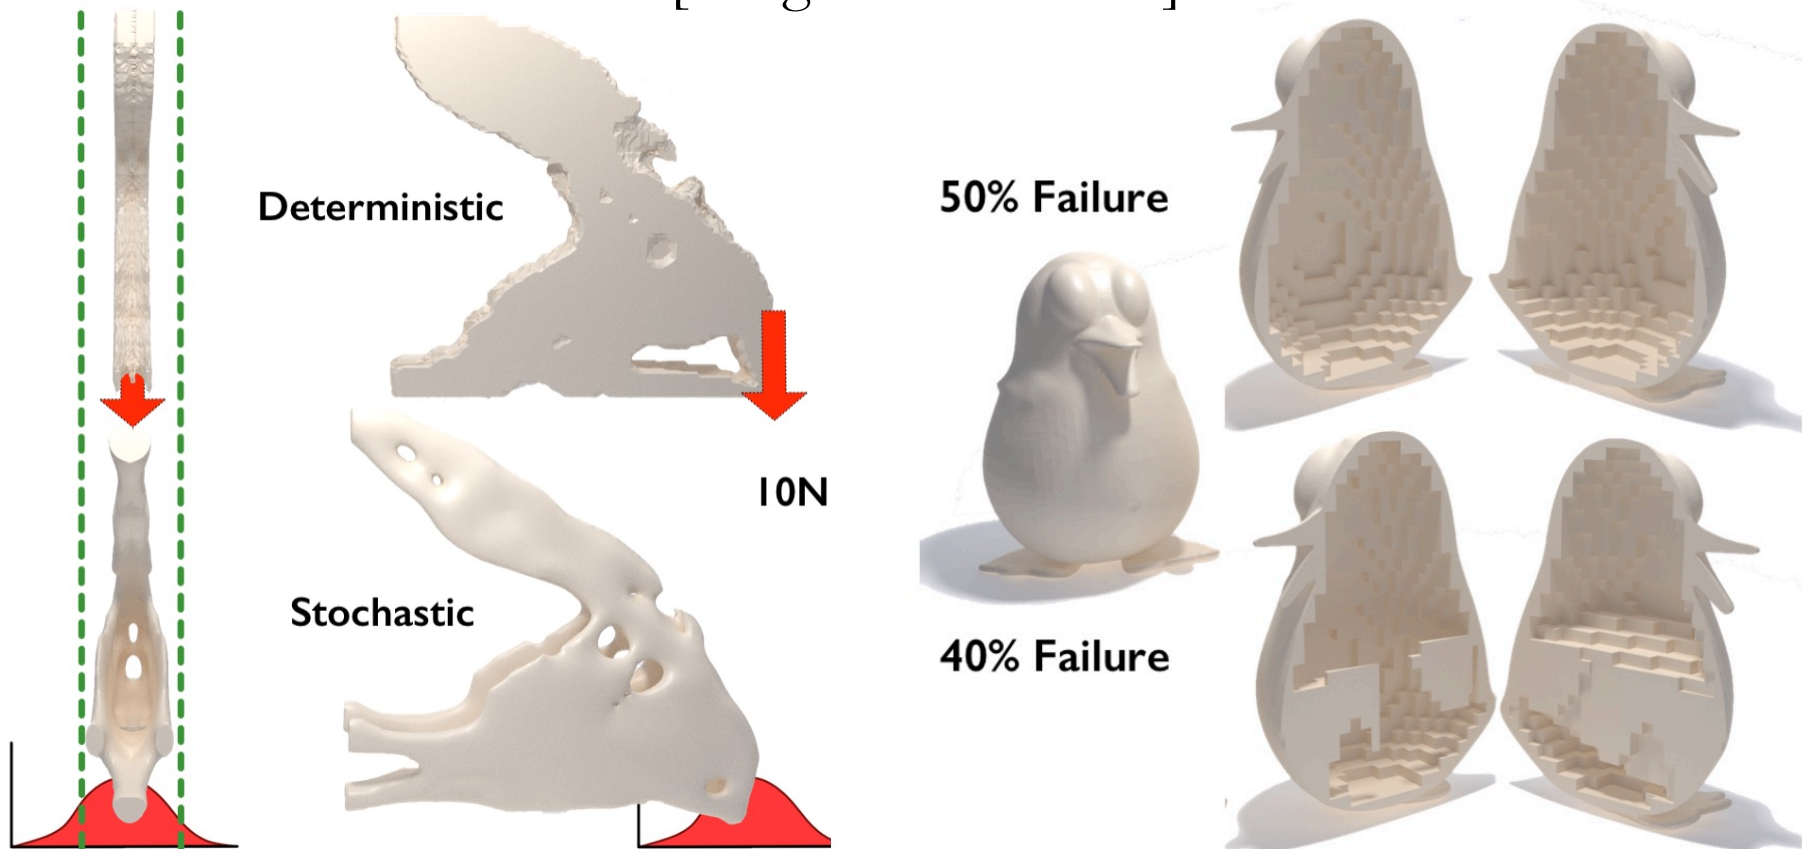 Deterministic
10N
Stochastic
50% Failure
40% Failure